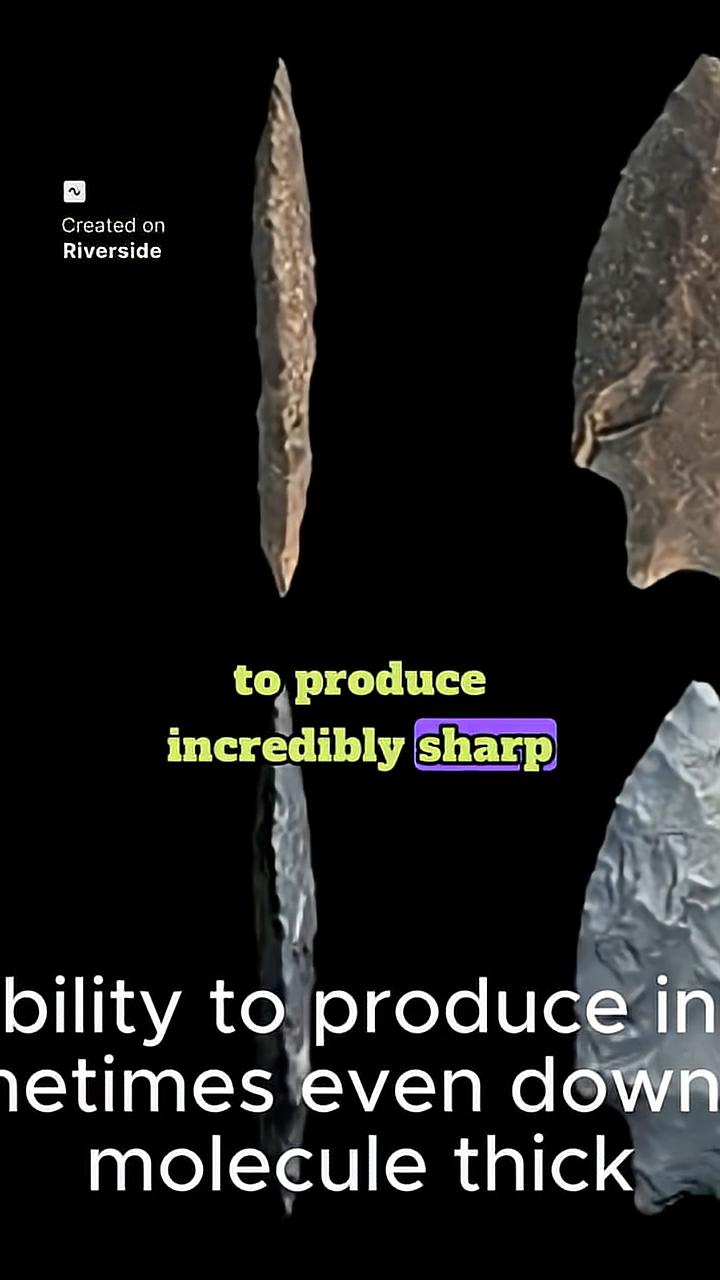 Created on
Riverside
to produce
incredibly sharp
bility to produce in
netimes even down
molecule thick